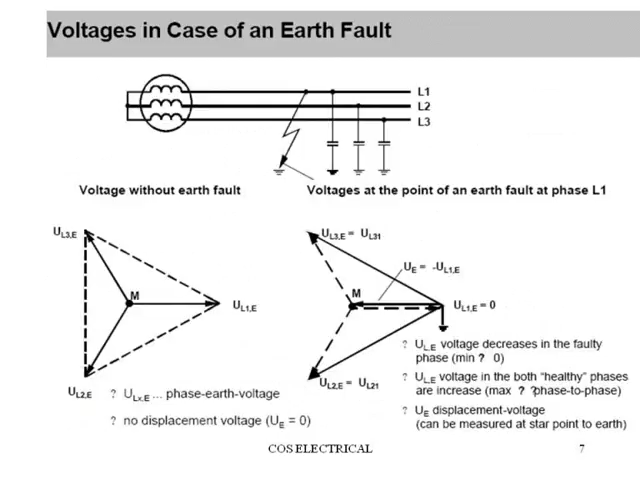 Voltages in Case of an Earth Fault
L1
L2
L3
Voltage without earth fault
Voltages at the point of an earth fault at phase L1
UL3,E
M
UL1,E
UL2,E
? ULx,E ... phase-earth-voltage
? no displacement voltage (UE = 0)
UL3,E = UL31
UE = -UL1,E
M
UL1,E = 0
UL2,E = UL21
? UL,E voltage decreases in the faulty
phase (min ? 0)
? UL,E voltage in the both "healthy" phases
are increase (max ? ?phase-to-phase)
? UE displacement-voltage
(can be measured at star point to earth)
COS ELECTRICAL
7